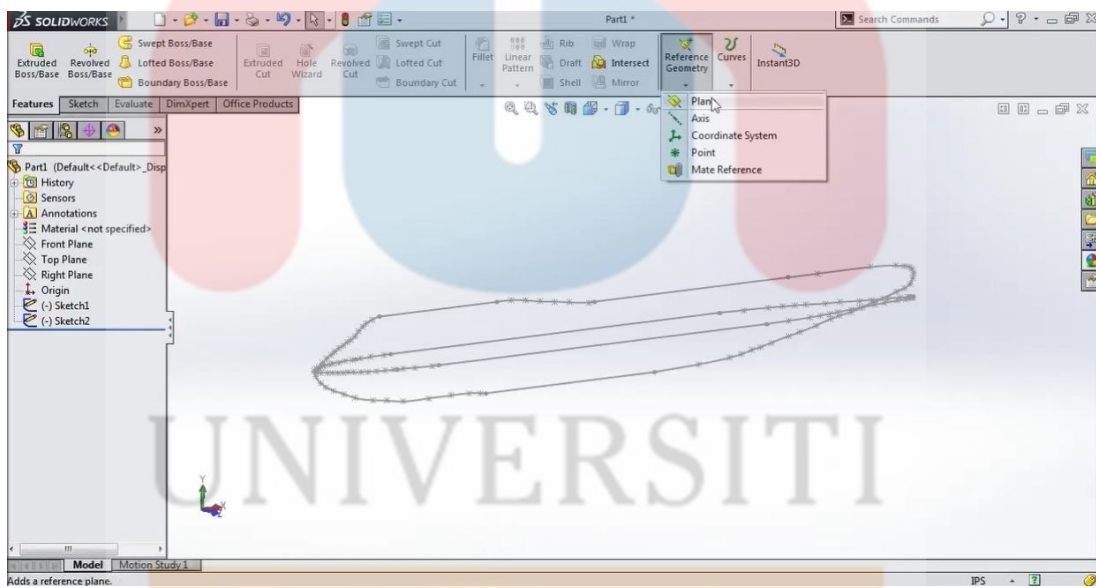 SOLIDWORKS
Part1 *
Search Commands
Extruded Boss/Base
Revolved Boss/Base
Swept Boss/Base
Lofted Boss/Base
Boundary Boss/Base
Extruded Cut
Hole Wizard
Revolved Cut
Swept Cut
Lofted Cut
Boundary Cut
Fillet
Linear Pattern
Rib
Draft
Shell
Wrap
Intersect
Mirror
Reference Geometry
Curves
Instant3D
Features
Sketch
Evaluate
DimXpert
Office Products
Plane
Axis
Coordinate System
Point
Mate Reference
Part1 (Default<<Default>_Disp
History
Sensors
Annotations
Material <not specified>
Front Plane
Top Plane
Right Plane
Origin
(-) Sketch1
(-) Sketch2
UNIVERSITI
Y
X
Z
Model
Motion Study 1
Adds a reference plane.
IPS